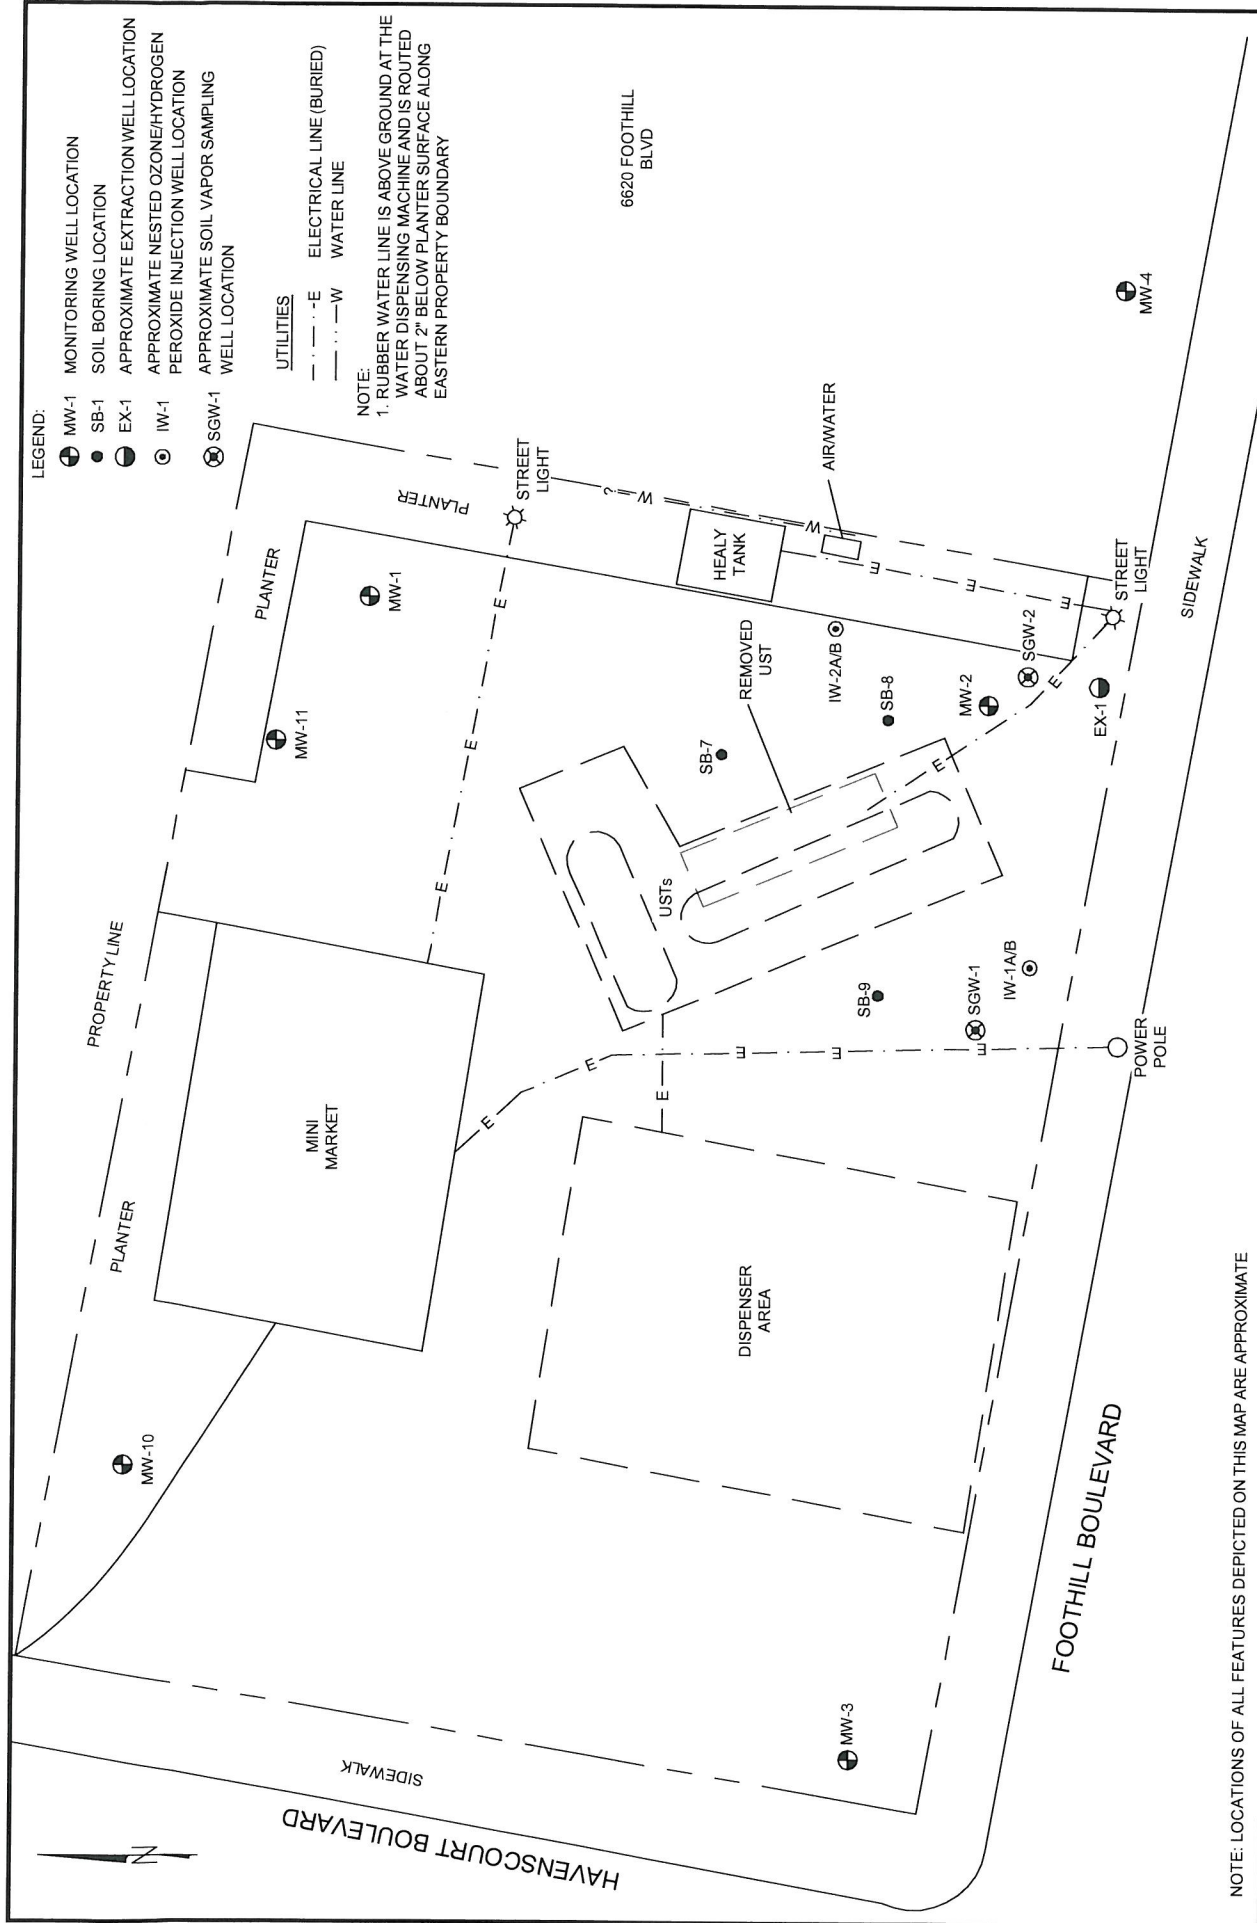 LEGEND:
MW-1 MONITORING WELL LOCATION
SB-1 SOIL BORING LOCATION
EX-1 APPROXIMATE EXTRACTION WELL LOCATION
IW-1 APPROXIMATE NESTED OZONE/HYDROGEN
PEROXIDE INJECTION WELL LOCATION
SGW-1 APPROXIMATE SOIL VAPOR SAMPLING
WELL LOCATION
UTILITIES
E ELECTRICAL LINE (BURIED)
W WATER LINE
NOTE:
1. RUBBER WATER LINE IS ABOVE GROUND AT THE
WATER DISPENSING MACHINE AND IS ROUTED
ABOUT 2" BELOW PLANTER SURFACE ALONG
EASTERN PROPERTY BOUNDARY
6620 FOOTHILL
BLVD
N
MW-10
PLANTER
PROPERTY LINE
MINI
MARKET
MW-11
PLANTER
MW-1
PLANTER
STREET
LIGHT
E
E
E
W
?
W
HEALY
TANK
AIR/WATER
E
E
E
REMOVED
UST
IW-2A/B
SB-7
SB-8
USTs
MW-2
SGW-2
E
E
EX-1
STREET
LIGHT
MW-4
SIDEWALK
E
E
E
E
E
E
SB-9
SGW-1
IW-1A/B
POWER
POLE
DISPENSER
AREA
MW-3
SIDEWALK
HAVENSCOURT BOULEVARD
FOOTHILL BOULEVARD
NOTE: LOCATIONS OF ALL FEATURES DEPICTED ON THIS MAP ARE APPROXIMATE